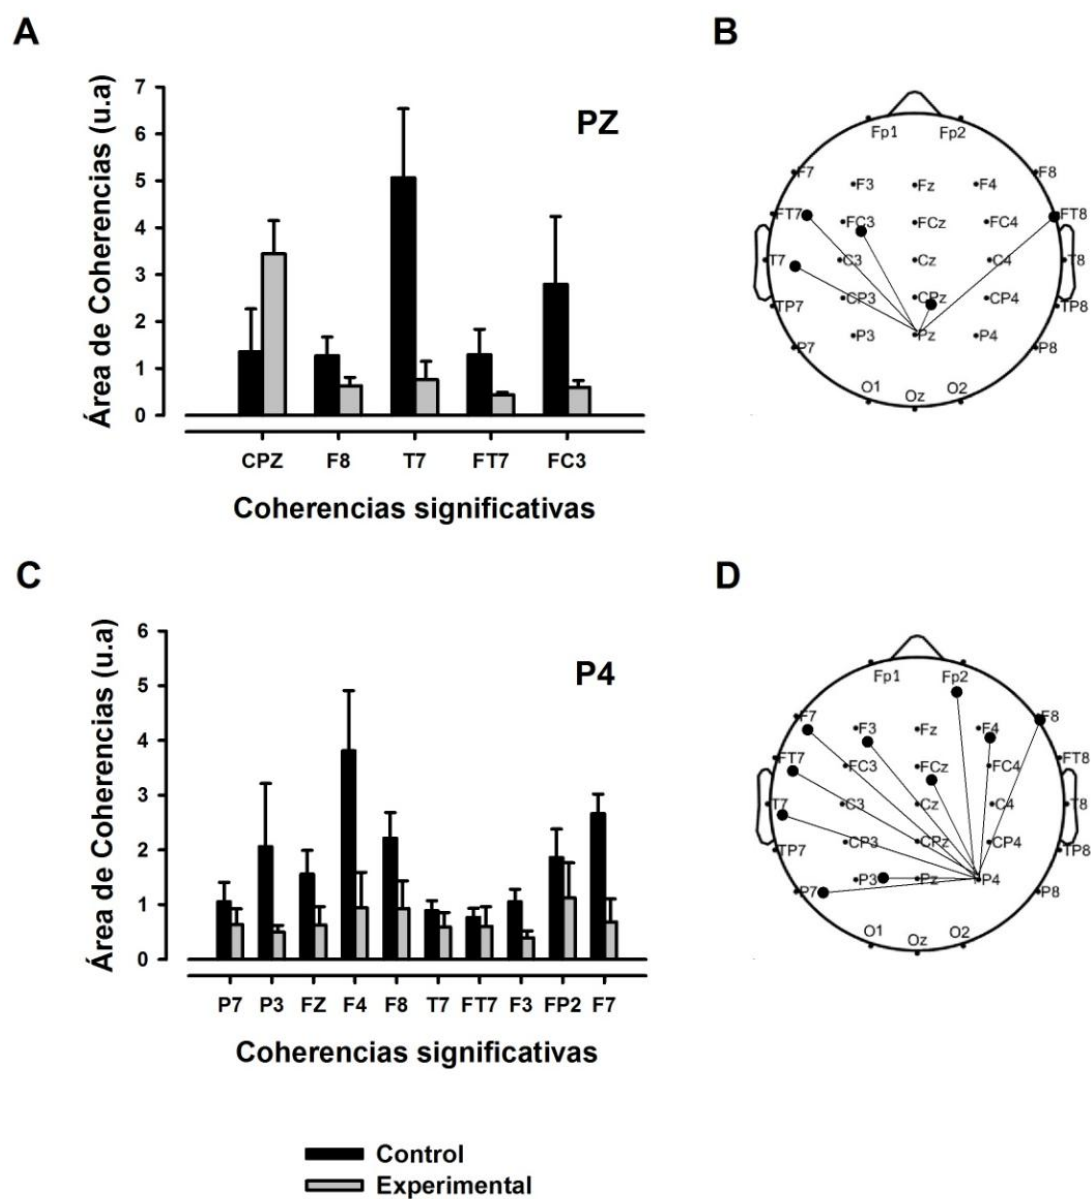 A
Área de Coherencias (u.a)
7
6
5
4
3
2
1
0
PZ
CPZ F8 T7 FT7 FC3
Coherencias significativas
B
Fp1 Fp2
F7 F3 Fz F4 F8
FT7 FC3 FCz FC4 FT8
T7 C3 Cz C4 T8
TP7 CP3 CPz CP4 TP8
P7 P3 Pz P4 P8
O1 Oz O2
C
Área de Coherencias (u.a)
6
5
4
3
2
1
0
P4
P7 P3 FZ F4 F8 T7 FT7 F3 FP2 F7
Coherencias significativas
D
Fp1 Fp2
F7 F3 Fz F4 F8
FT7 FC3 FCz FC4 FT8
T7 C3 Cz C4 T8
TP7 CP3 CPz CP4 TP8
P7 P3 Pz P4 P8
O1 Oz O2
Control
Experimental